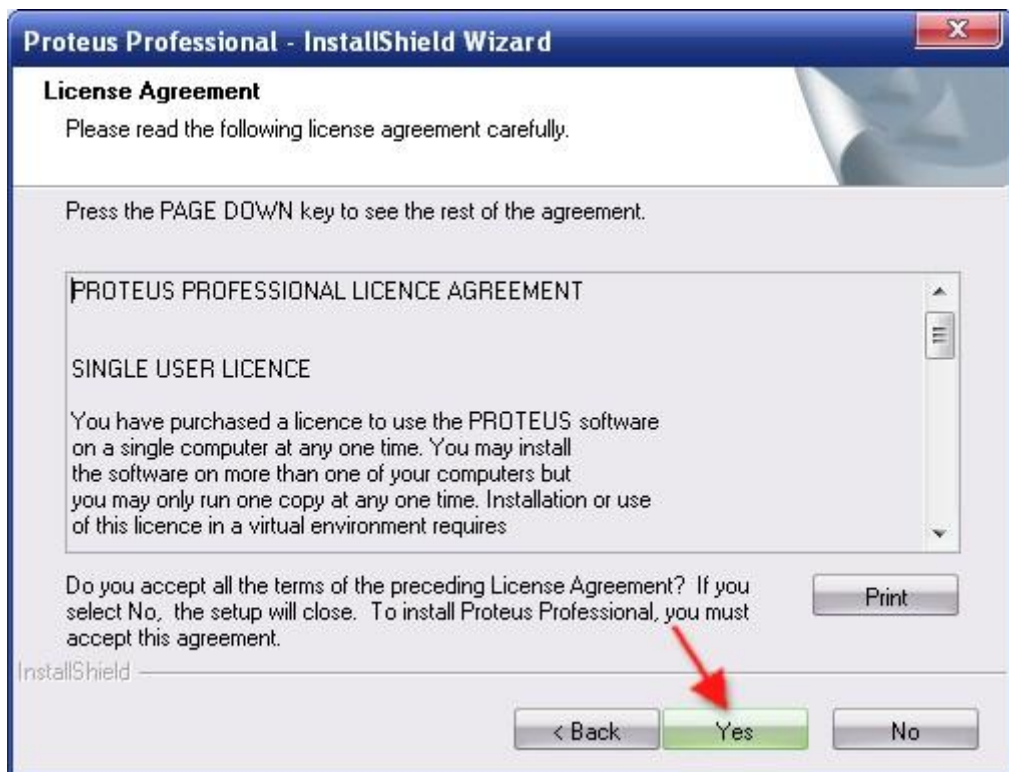 Proteus Professional - InstallShield Wizard
X
License Agreement
Please read the following license agreement carefully.
Press the PAGE DOWN key to see the rest of the agreement.
PROTEUS PROFESSIONAL LICENCE AGREEMENT
SINGLE USER LICENCE
You have purchased a licence to use the PROTEUS software
on a single computer at any one time. You may install
the software on more than one of your computers but
you may only run one copy at any one time. Installation or use
of this licence in a virtual environment requires
Do you accept all the terms of the preceding License Agreement? If you
select No, the setup will close. To install Proteus Professional, you must
accept this agreement.
Print
InstallShield
< Back
Yes
No